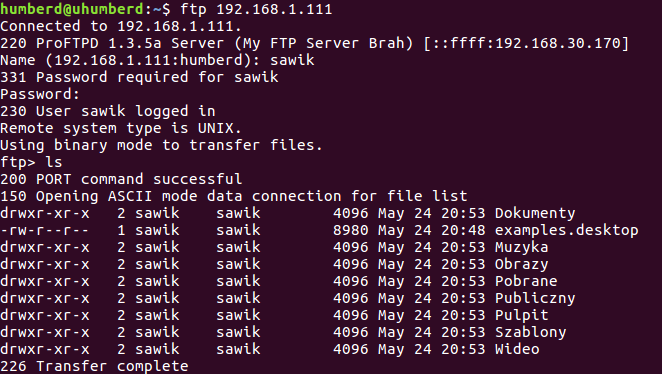 humberd@uhumberd:~$ ftp 192.168.1.111
Connected to 192.168.1.111.
220 ProFTPD 1.3.5a Server (My FTP Server Brah) [::ffff:192.168.30.170]
Name (192.168.1.111:humberd): sawik
331 Password required for sawik
Password:
230 User sawik logged in
Remote system type is UNIX.
Using binary mode to transfer files.
ftp> ls
200 PORT command successful
150 Opening ASCII mode data connection for file list
drwxr-xr-x   2 sawik    sawik        4096 May 24 20:53 Dokumenty
-rw-r--r--   1 sawik    sawik        8980 May 24 20:48 examples.desktop
drwxr-xr-x   2 sawik    sawik        4096 May 24 20:53 Muzyka
drwxr-xr-x   2 sawik    sawik        4096 May 24 20:53 Obrazy
drwxr-xr-x   2 sawik    sawik        4096 May 24 20:53 Pobrane
drwxr-xr-x   2 sawik    sawik        4096 May 24 20:53 Publiczny
drwxr-xr-x   2 sawik    sawik        4096 May 24 20:53 Pulpit
drwxr-xr-x   2 sawik    sawik        4096 May 24 20:53 Szablony
drwxr-xr-x   2 sawik    sawik        4096 May 24 20:53 Wideo
226 Transfer complete